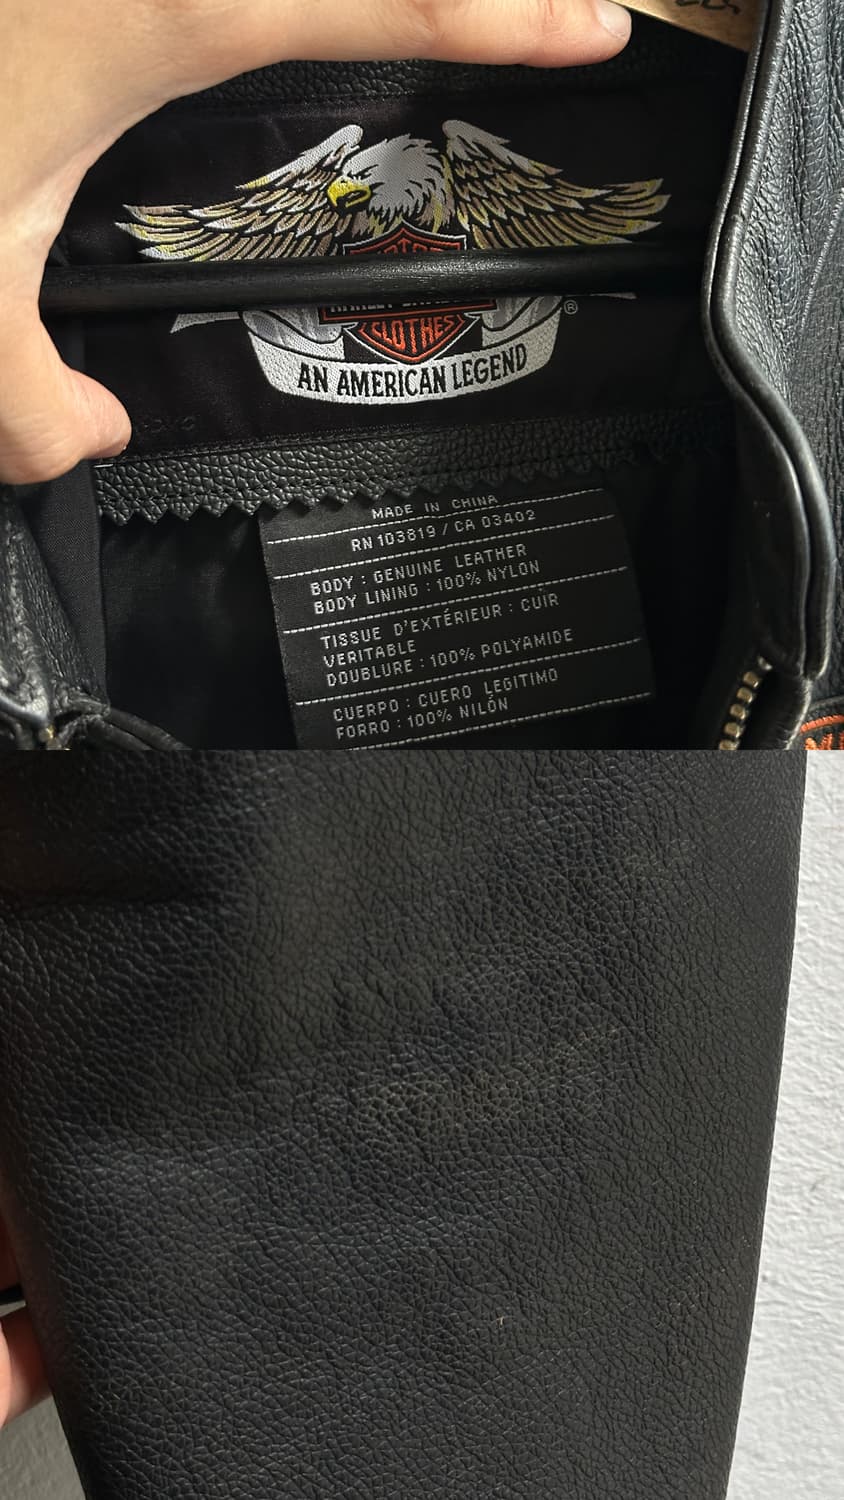 CLOTHES
®
AN AMERICAN LEGEND
MADE IN CHINA
RN 103819 / CA 03402
BODY : GENUINE LEATHER
BODY LINING : 100% NYLON
TISSUE D'EXTÉRIEUR : CUIR
VERITABLE
DOUBLURE : 100% POLYAMIDE
CUERPO : CUERO LEGITIMO
FORRO : 100% NILÓN